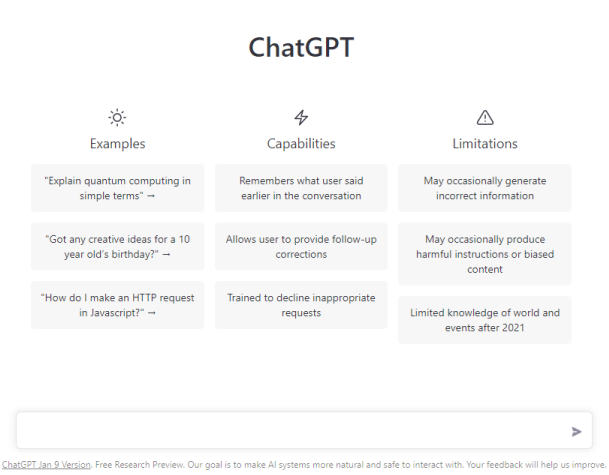 ChatGPT
Examples
"Explain quantum computing in
simple terms" →
"Got any creative ideas for a 10
year old's birthday?" →
"How do I make an HTTP request
in Javascript?" →
Capabilities
Remembers what user said
earlier in the conversation
Allows user to provide follow-up
corrections
Trained to decline inappropriate
requests
Limitations
May occasionally generate
incorrect information
May occasionally produce
harmful instructions or biased
content
Limited knowledge of world and
events after 2021
ChatGPT Jan 9 Version. Free Research Preview. Our goal is to make AI systems more natural and safe to interact with. Your feedback will help us improve.